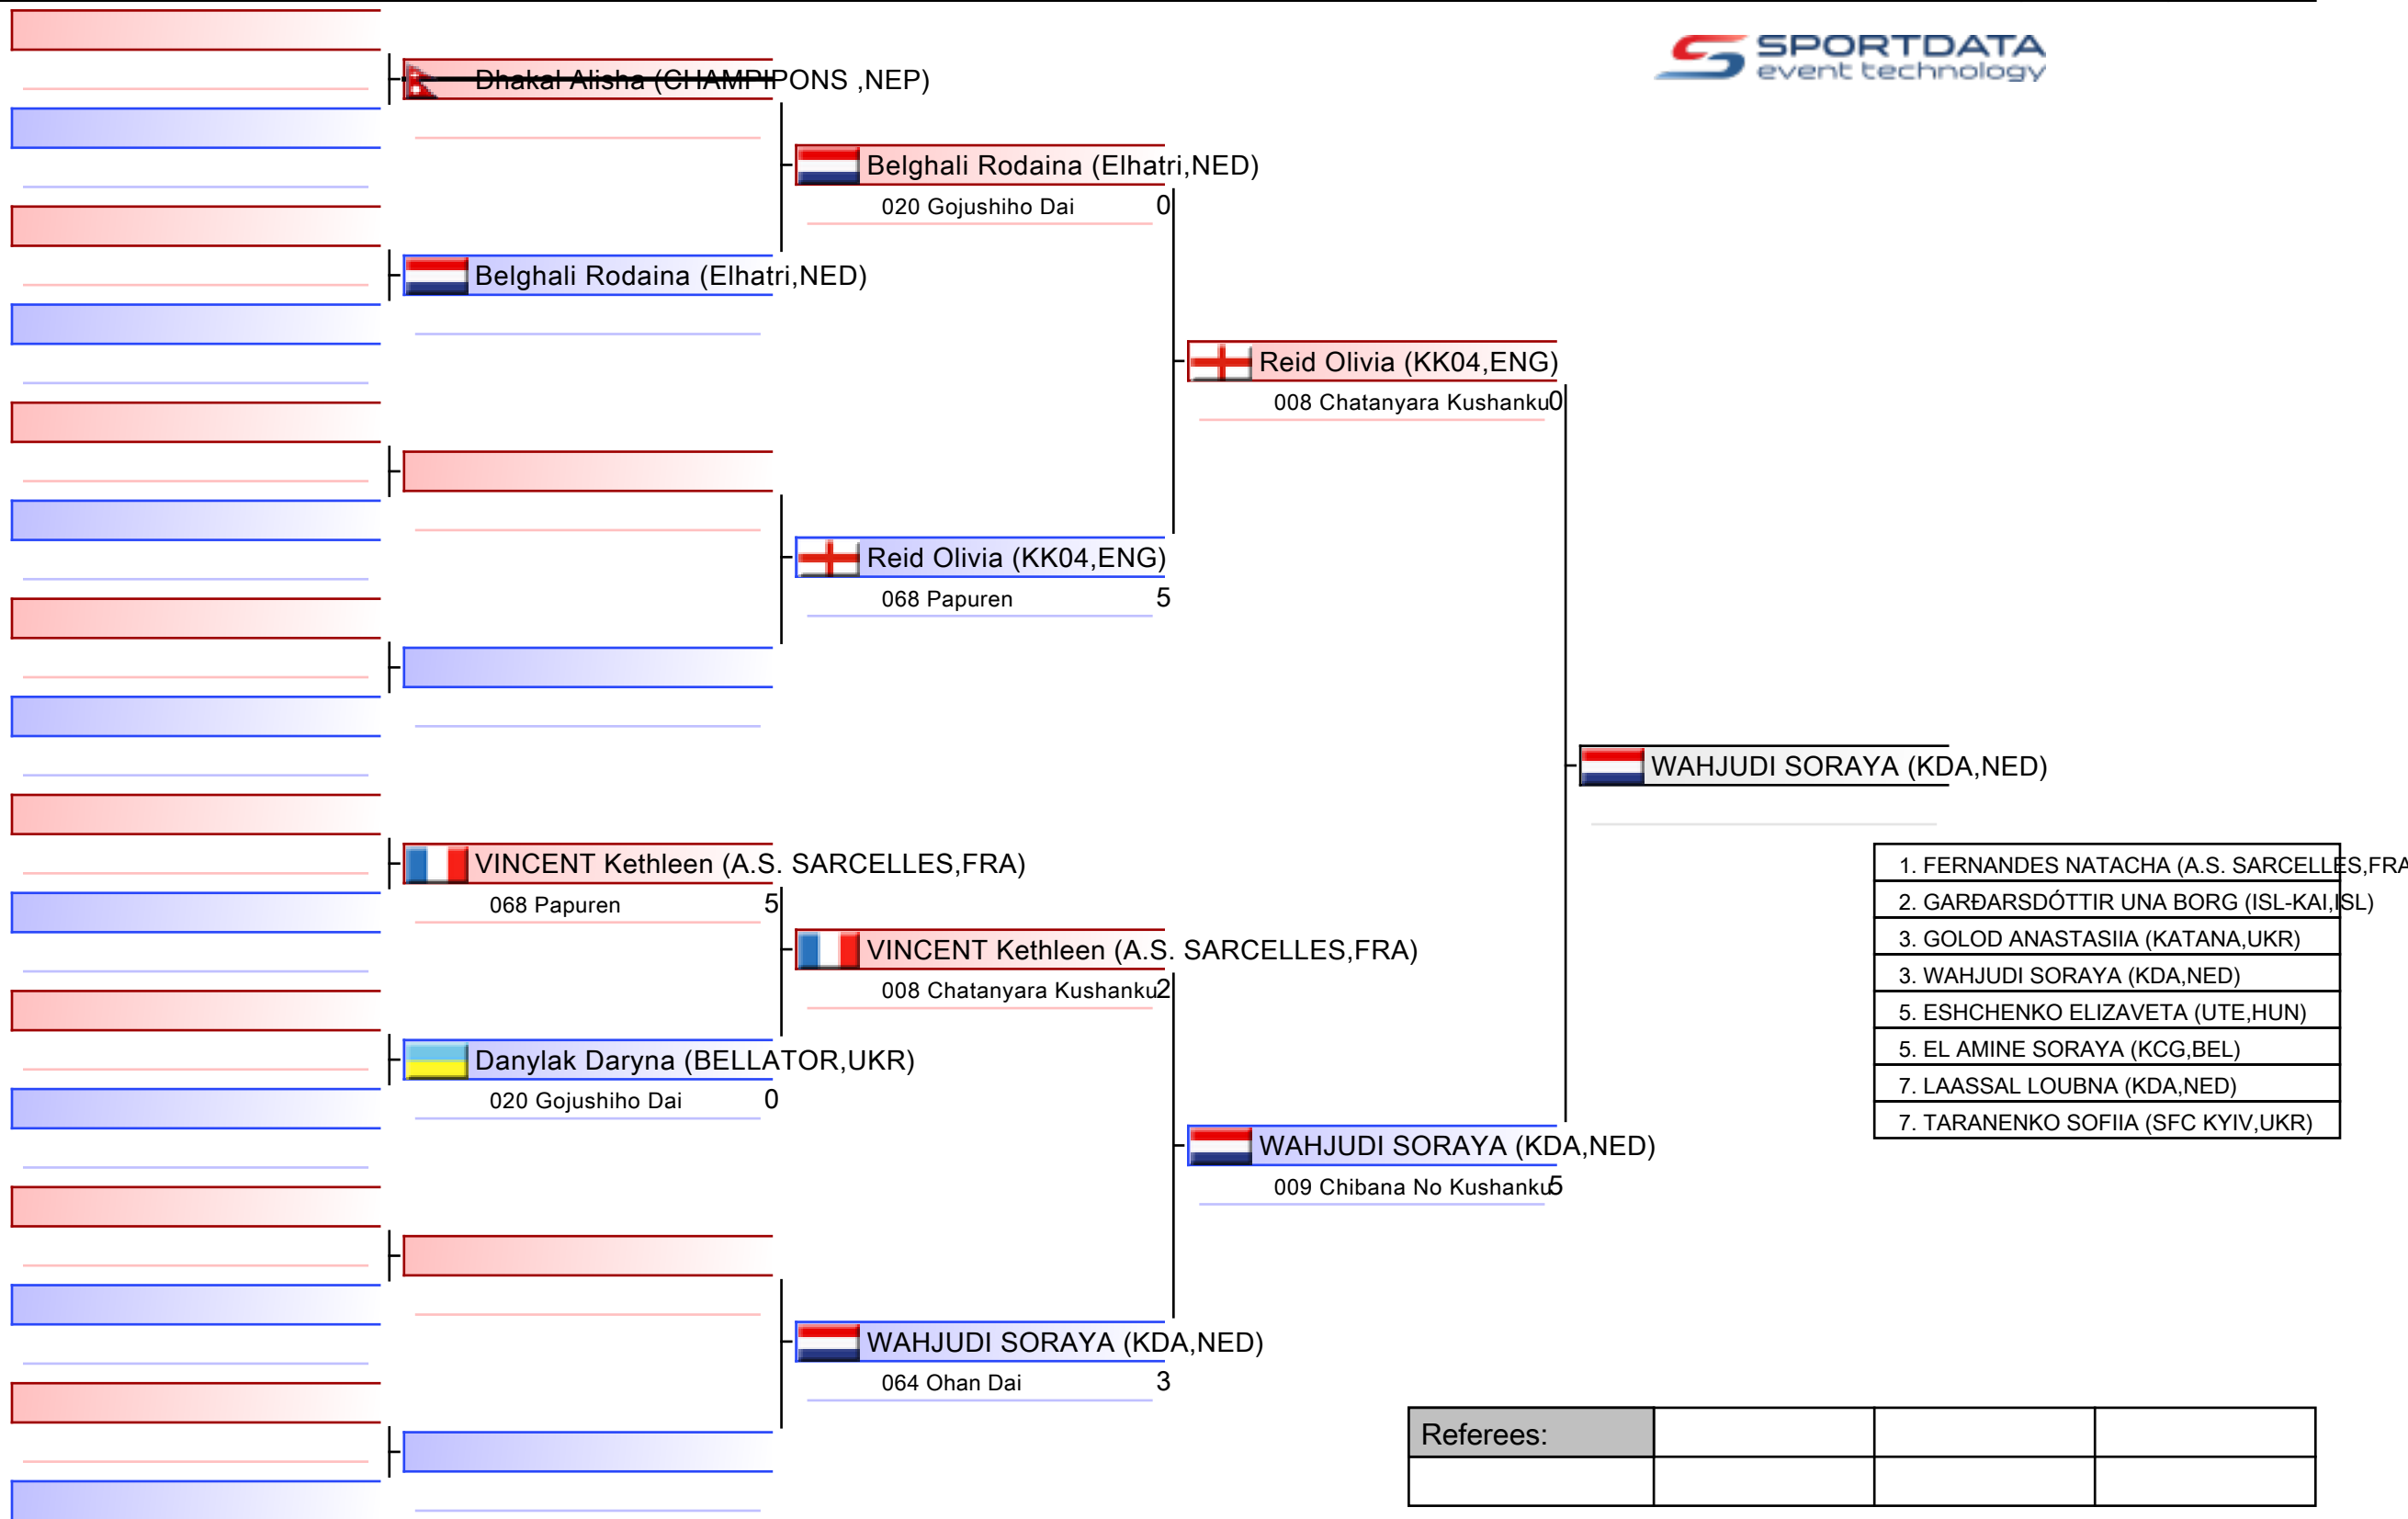 SPORTDATA
event technology
Dhakal Alisha (CHAMPIPONS ,NEP)
Belghali Rodaina (Elhatri,NED)
020 Gojushiho Dai 0
Belghali Rodaina (Elhatri,NED)
Reid Olivia (KK04,ENG)
008 Chatanyara Kushanku 0
Reid Olivia (KK04,ENG)
068 Papuren 5
WAHJUDI SORAYA (KDA,NED)
VINCENT Kethleen (A.S. SARCELLES,FRA)
068 Papuren 5
VINCENT Kethleen (A.S. SARCELLES,FRA)
008 Chatanyara Kushanku 2
Danylak Daryna (BELLATOR,UKR)
020 Gojushiho Dai 0
WAHJUDI SORAYA (KDA,NED)
009 Chibana No Kushanku 5
WAHJUDI SORAYA (KDA,NED)
064 Ohan Dai 3
1. FERNANDES NATACHA (A.S. SARCELLES,FRA
2. GARÐARSDÓTTIR UNA BORG (ISL-KAI,ISL)
3. GOLOD ANASTASIIA (KATANA,UKR)
3. WAHJUDI SORAYA (KDA,NED)
5. ESHCHENKO ELIZAVETA (UTE,HUN)
5. EL AMINE SORAYA (KCG,BEL)
7. LAASSAL LOUBNA (KDA,NED)
7. TARANENKO SOFIIA (SFC KYIV,UKR)
Referees: